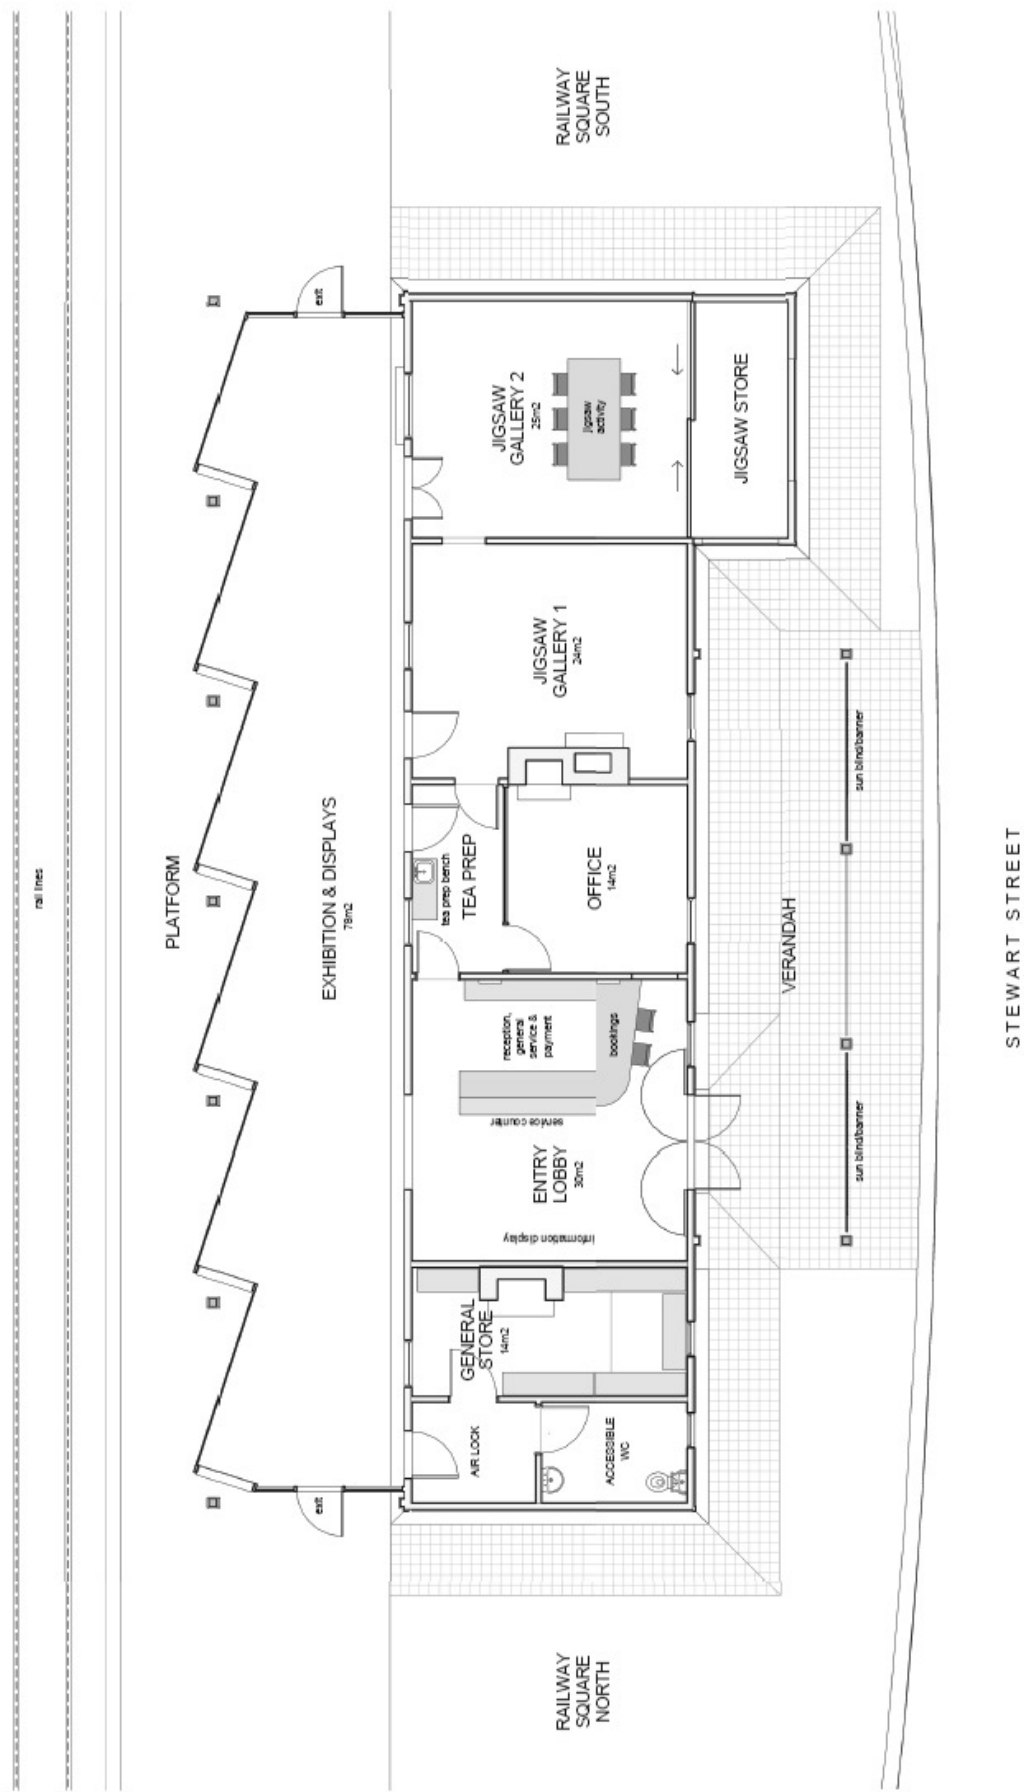 rail lines
PLATFORM
EXHIBITION & DISPLAYS
78m2
RAILWAY
SQUARE
SOUTH
exit
JIGSAW
GALLERY 2
25m2
jigsaw
activity
JIGSAW STORE
JIGSAW
GALLERY 1
24m2
tea prep bench
TEA PREP
OFFICE
14m2
reception,
general
service &
payment
bookings
service counter
ENTRY
LOBBY
30m2
information display
GENERAL
STORE
14m2
AIR LOCK
ACCESSIBLE
WC
exit
VERANDAH
sun blind/banner
sun blind/banner
RAILWAY
SQUARE
NORTH
STEWART STREET